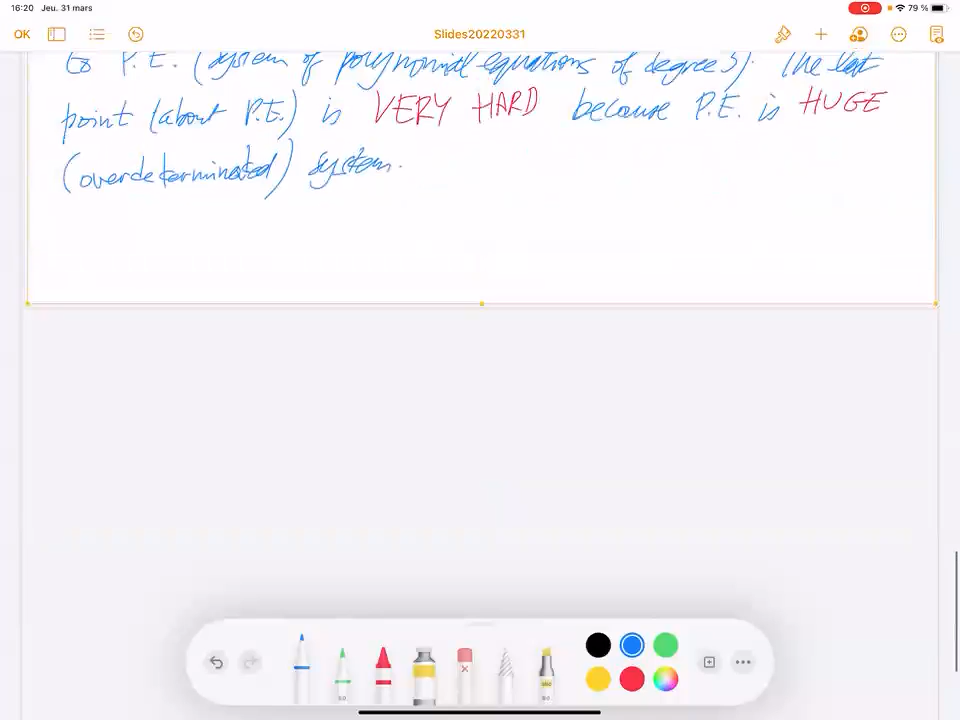 16:20 Jeu. 31 mars
79 %
OK
Slides20220331
to P.E. (system of polynomial equations of degree 3). The last
point (about P.E.) is VERY HARD because P.E. is HUGE
(overdeterminated) system.